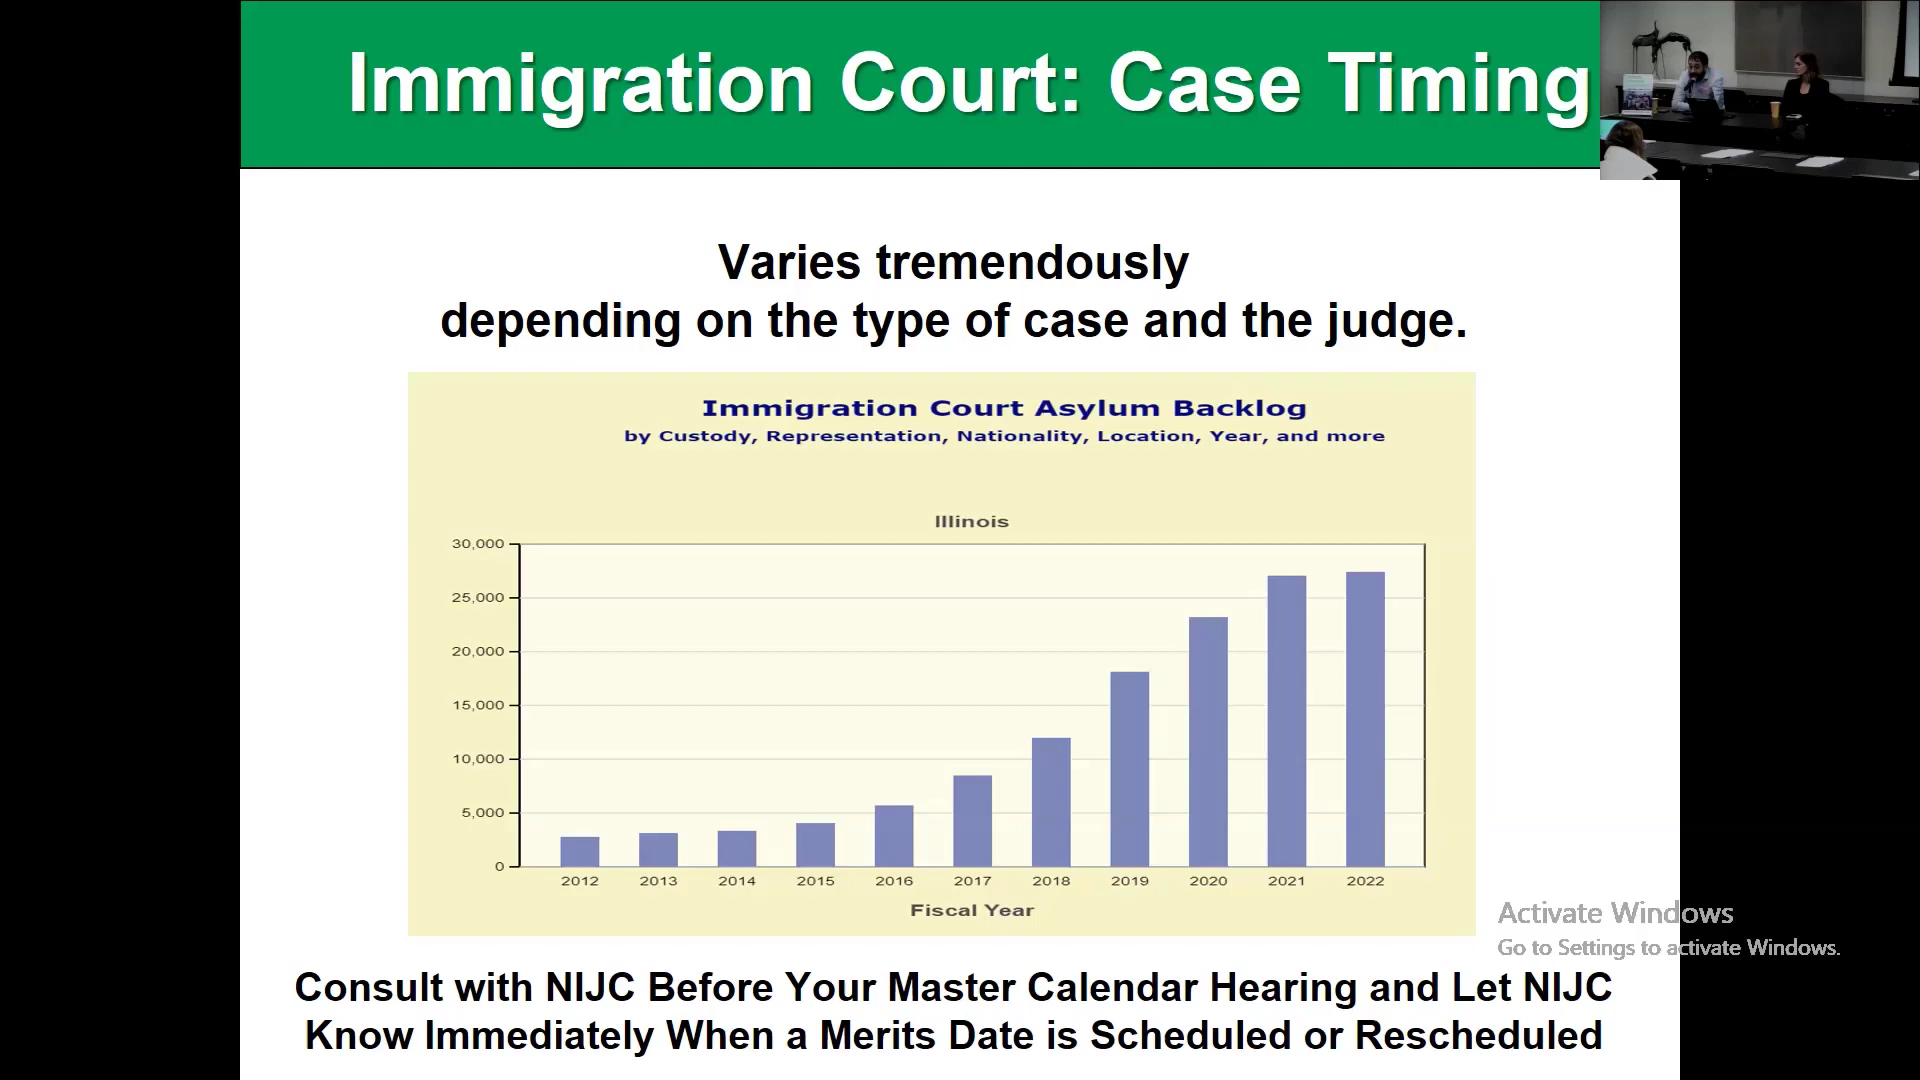 Immigration Court: Case Timing
Varies tremendously
depending on the type of case and the judge.
Immigration Court Asylum Backlog
by Custody, Representation, Nationality, Location, Year, and more
Illinois
30,000
25,000
20,000
15,000
10,000
5,000
0
2012 2013 2014 2015 2016 2017 2018 2019 2020 2021 2022
Fiscal Year
Activate Windows
Go to Settings to activate Windows.
Consult with NIJC Before Your Master Calendar Hearing and Let NIJC
Know Immediately When a Merits Date is Scheduled or Rescheduled